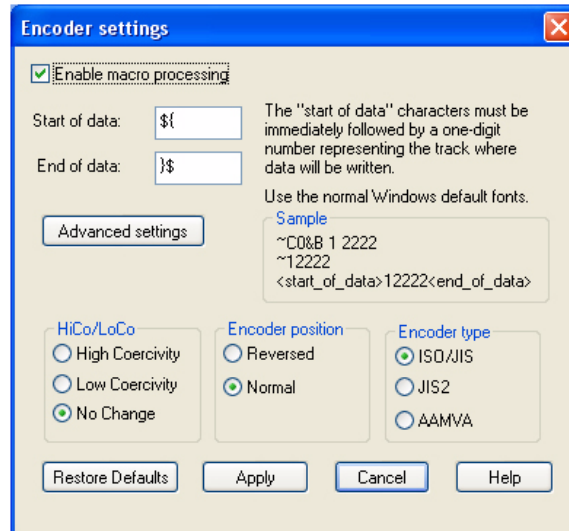 Encoder settings
Enable macro processing
Start of data:
${
End of data:
}$
The "start of data" characters must be
immediately followed by a one-digit
number representing the track where
data will be written.
Use the normal Windows default fonts.
Advanced settings
Sample
~C0&B 1 2222
~12222
<start_of_data>12222<end_of_data>
HiCo/LoCo
High Coercivity
Low Coercivity
No Change
Encoder position
Reversed
Normal
Encoder type
ISO/JIS
JIS2
AAMVA
Restore Defaults
Apply
Cancel
Help